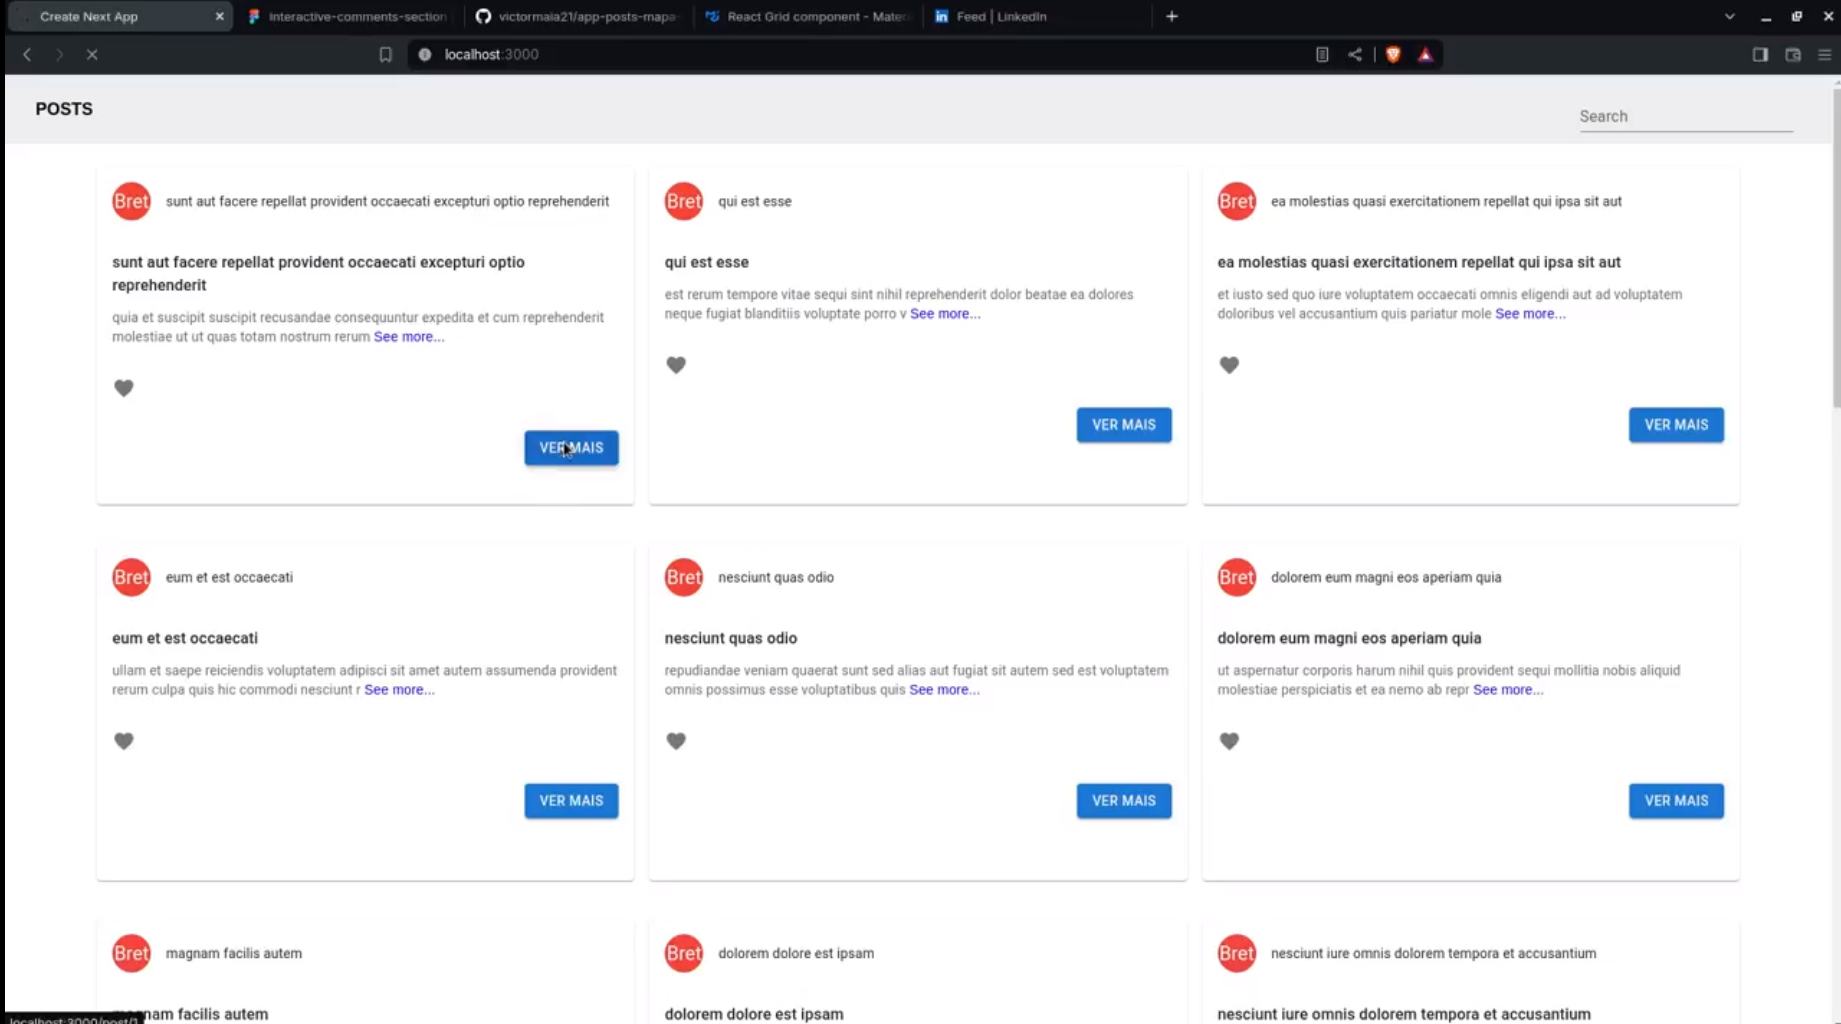 Create Next App
interactive-comments-section
victormaia21/app-posts-mapa
React Grid component - Mater
Feed | LinkedIn
localhost:3000
POSTS
Search
Bret
sunt aut facere repellat provident occaecati excepturi optio reprehenderit
sunt aut facere repellat provident occaecati excepturi optio
reprehenderit
quia et suscipit suscipit recusandae consequuntur expedita et cum reprehenderit
molestiae ut ut quas totam nostrum rerum See more...
VER MAIS
Bret
qui est esse
qui est esse
est rerum tempore vitae sequi sint nihil reprehenderit dolor beatae ea dolores
neque fugiat blanditiis voluptate porro v See more...
VER MAIS
Bret
ea molestias quasi exercitationem repellat qui ipsa sit aut
ea molestias quasi exercitationem repellat qui ipsa sit aut
et iusto sed quo iure voluptatem occaecati omnis eligendi aut ad voluptatem
doloribus vel accusantium quis pariatur mole See more...
VER MAIS
Bret
eum et est occaecati
eum et est occaecati
ullam et saepe reiciendis voluptatem adipisci sit amet autem assumenda provident
rerum culpa quis hic commodi nesciunt r See more...
VER MAIS
Bret
nesciunt quas odio
nesciunt quas odio
repudiandae veniam quaerat sunt sed alias aut fugiat sit autem sed est voluptatem
omnis possimus esse voluptatibus quis See more...
VER MAIS
Bret
dolorem eum magni eos aperiam quia
dolorem eum magni eos aperiam quia
ut aspernatur corporis harum nihil quis provident sequi mollitia nobis aliquid
molestiae perspiciatis et ea nemo ab repr See more...
VER MAIS
Bret
magnam facilis autem
magnam facilis autem
Bret
dolorem dolore est ipsam
dolorem dolore est ipsam
Bret
nesciunt iure omnis dolorem tempora et accusantium
nesciunt iure omnis dolorem tempora et accusantium
localhost:3000/post/1